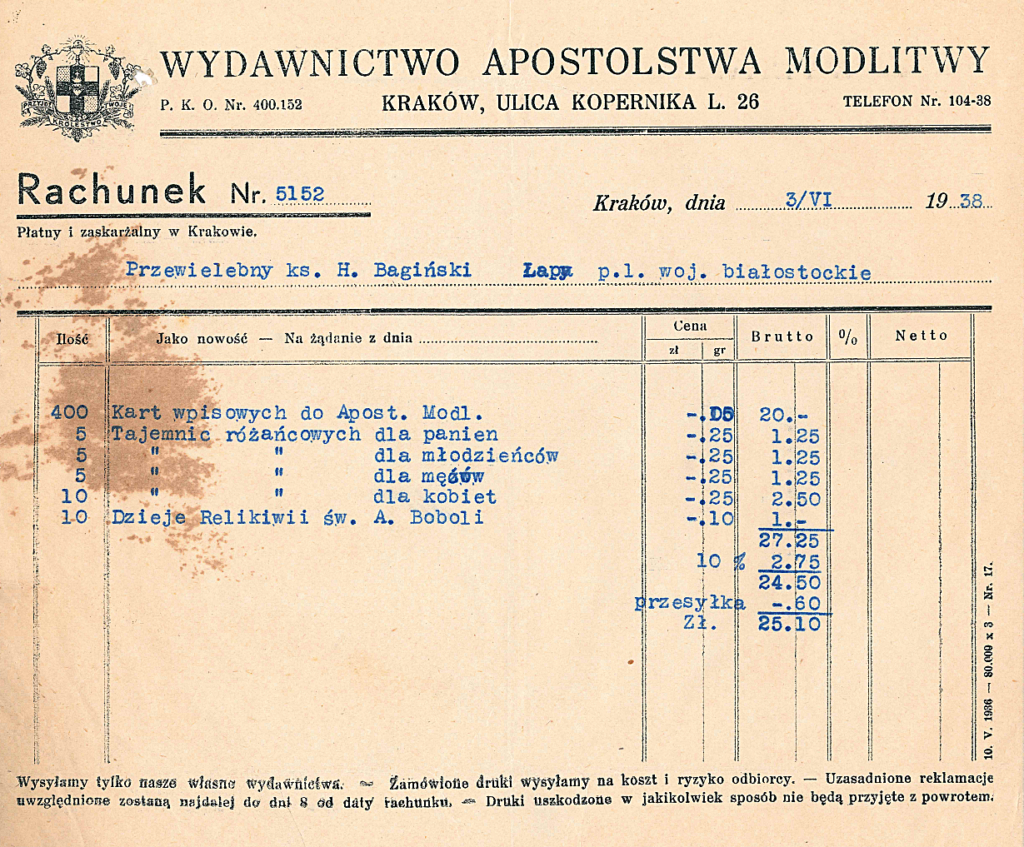 WYDAWNICTWO APOSTOLSTWA MODLITWY
PRZYJDŹ KRÓLESTWO TWOJE
P. K. O. Nr. 400.152 KRAKÓW, ULICA KOPERNIKA L. 26 TELEFON Nr. 104-38
Rachunek Nr. 5152
Kraków, dnia 3/VI 1938
Płatny i zaskarżalny w Krakowie.
Przewielebny ks. H. Bagiński Łapy p.l. woj. białostockie
Ilość Jako nowość — Na żądanie z dnia Cena zł gr Brutto % Netto
400 Kart wpisowych do Apost. Modl. -.05 20.-
5 Tajemnic różańcowych dla panien -.25 1.25
5 " " dla młodzieńców -.25 1.25
5 " " dla mężów -.25 1.25
10 " " dla kobiet -.25 2.50
10 Dzieje Relikiwii św. A. Boboli -.10 1.-
27.25
10 % 2.75
24.50
przesyłka -.60
Zł. 25.10
10. V. 1936 — 80.000 x 3 — Nr. 17.
Wysyłamy tylko nasze własne wydawnictwa. — Zamówione druki wysyłamy na koszt i ryzyko odbiorcy. — Uzasadnione reklamacje
uwzględnione zostaną najdalej do dni 8 od daty rachunku. — Druki uszkodzone w jakikolwiek sposób nie będą przyjęte z powrotem.